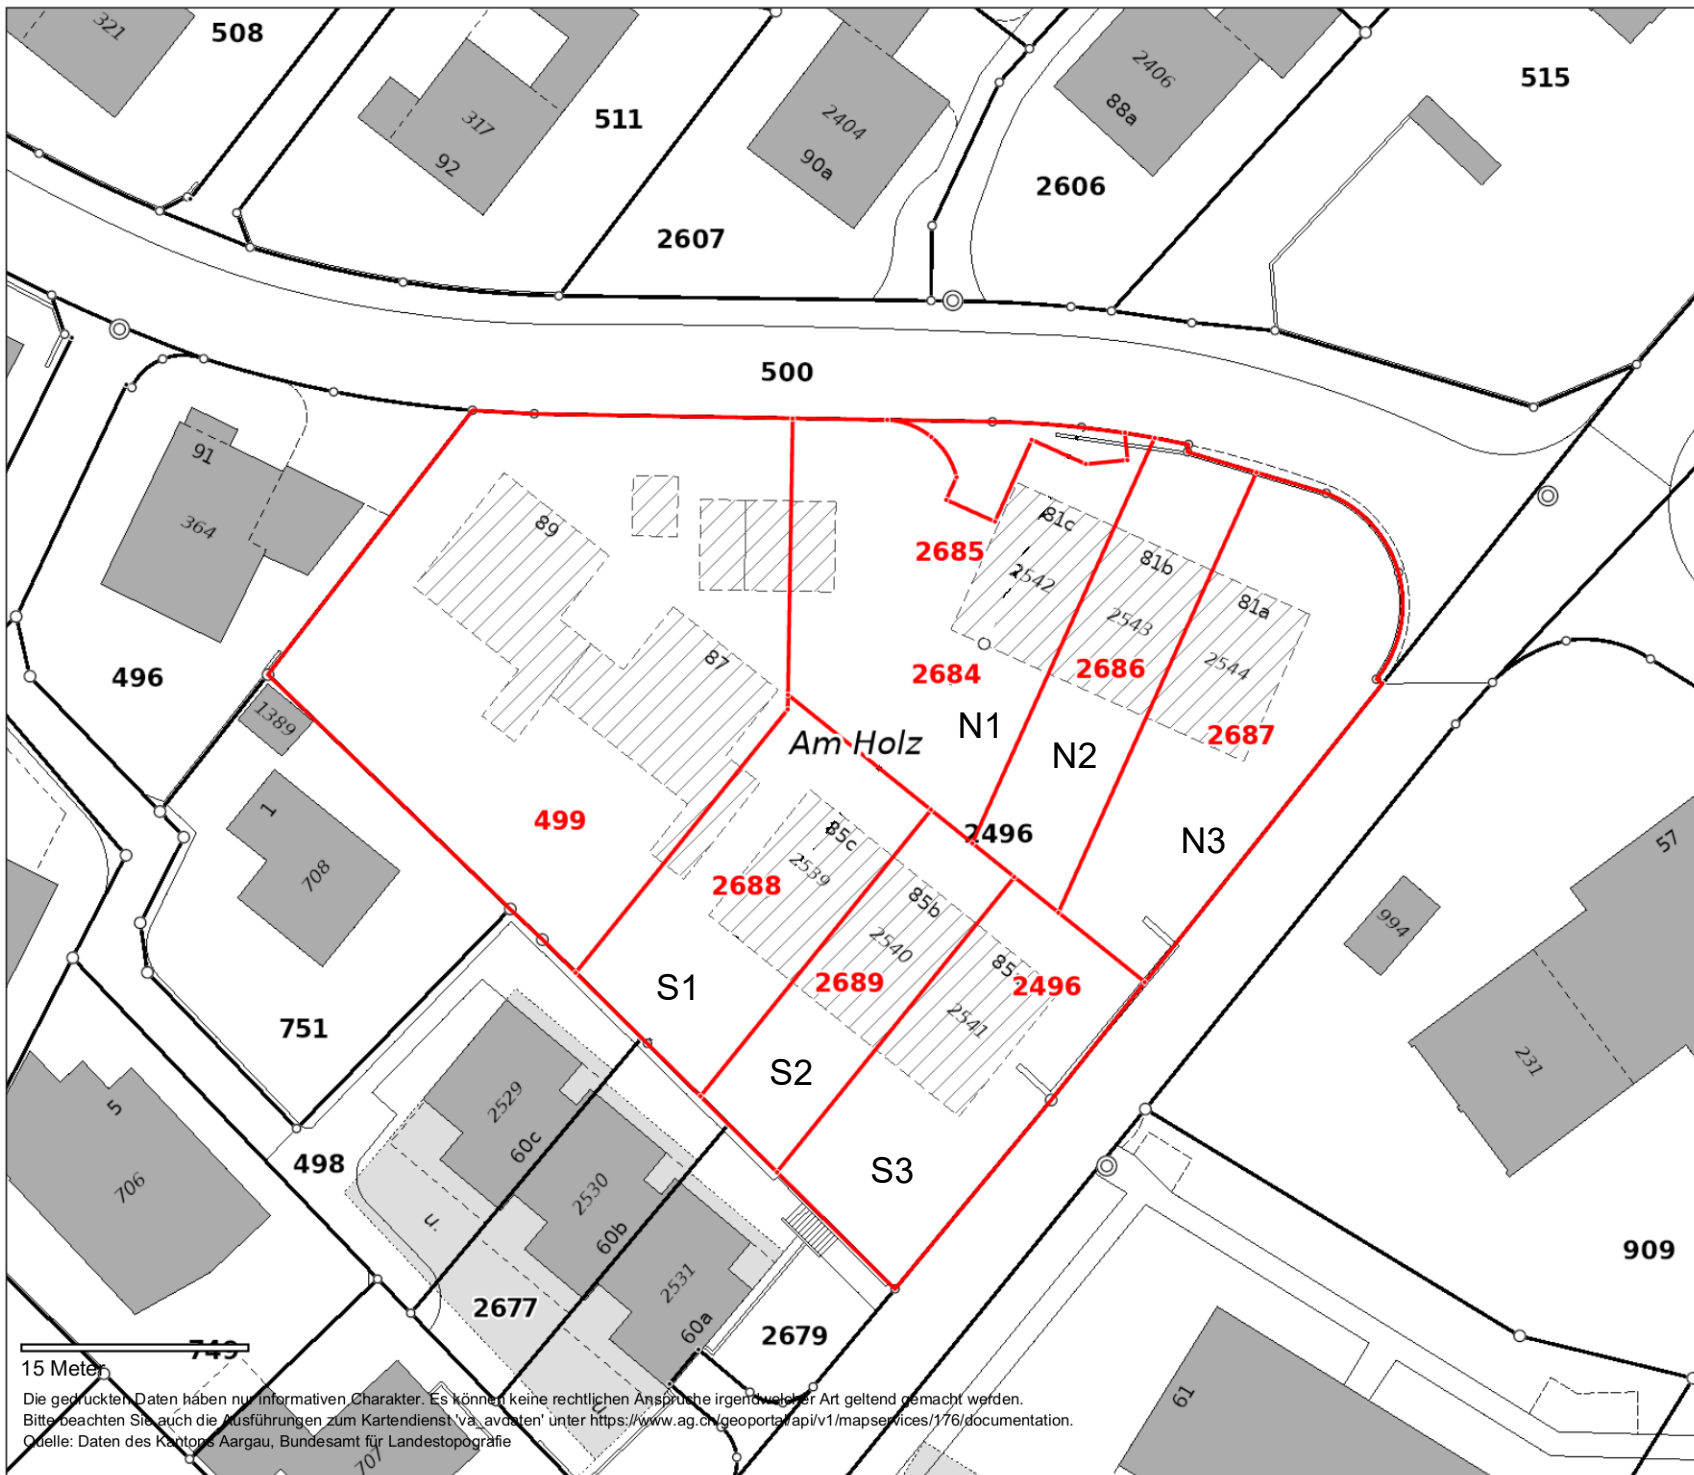 321
508
317
92
511
2404
90a
2607
2406
88a
2606
515
500
91
364
496
89
87
81c
2685
2542
81b
2543
81a
2544
2684
2686
2687
N1
N2
N3
Am Holz
2496
1389
1
708
499
85c
2539
2688
85b
2540
2689
85
2496
2541
S1
S2
S3
751
57
994
231
5
706
498
2529
60c
2530
60b
2531
60a
u.
2677
2679
909
61
749
15 Meter
Die gedruckten Daten haben nur informativen Charakter. Es können keine rechtlichen Ansprüche irgendwelcher Art geltend gemacht werden.
Bitte beachten Sie auch die Ausführungen zum Kartendienst 'va_avdaten' unter https://www.ag.ch/geoportal/api/v1/mapservices/176/documentation.
Quelle: Daten des Kantons Aargau, Bundesamt für Landestopografie
u.
707